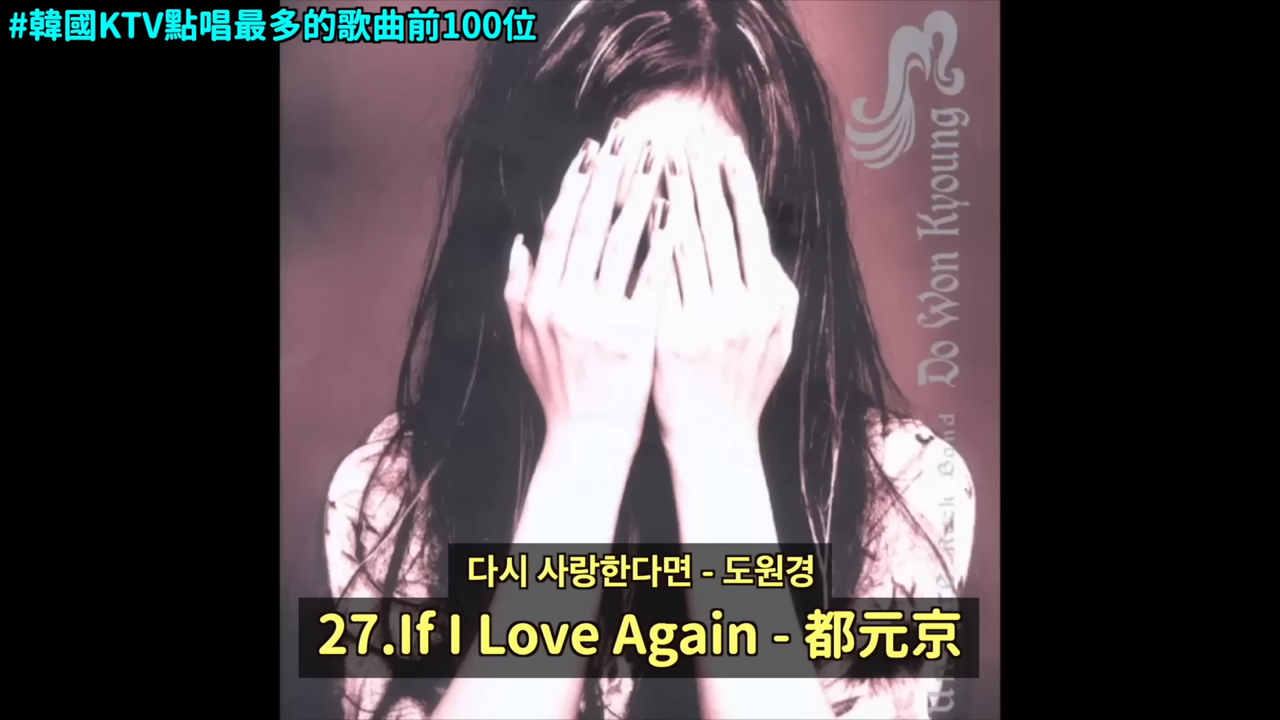 #韓國KTV點唱最多的歌曲前100位
Do Won Kyoung
다시 사랑한다면 - 도원경
27.If I Love Again - 都元京